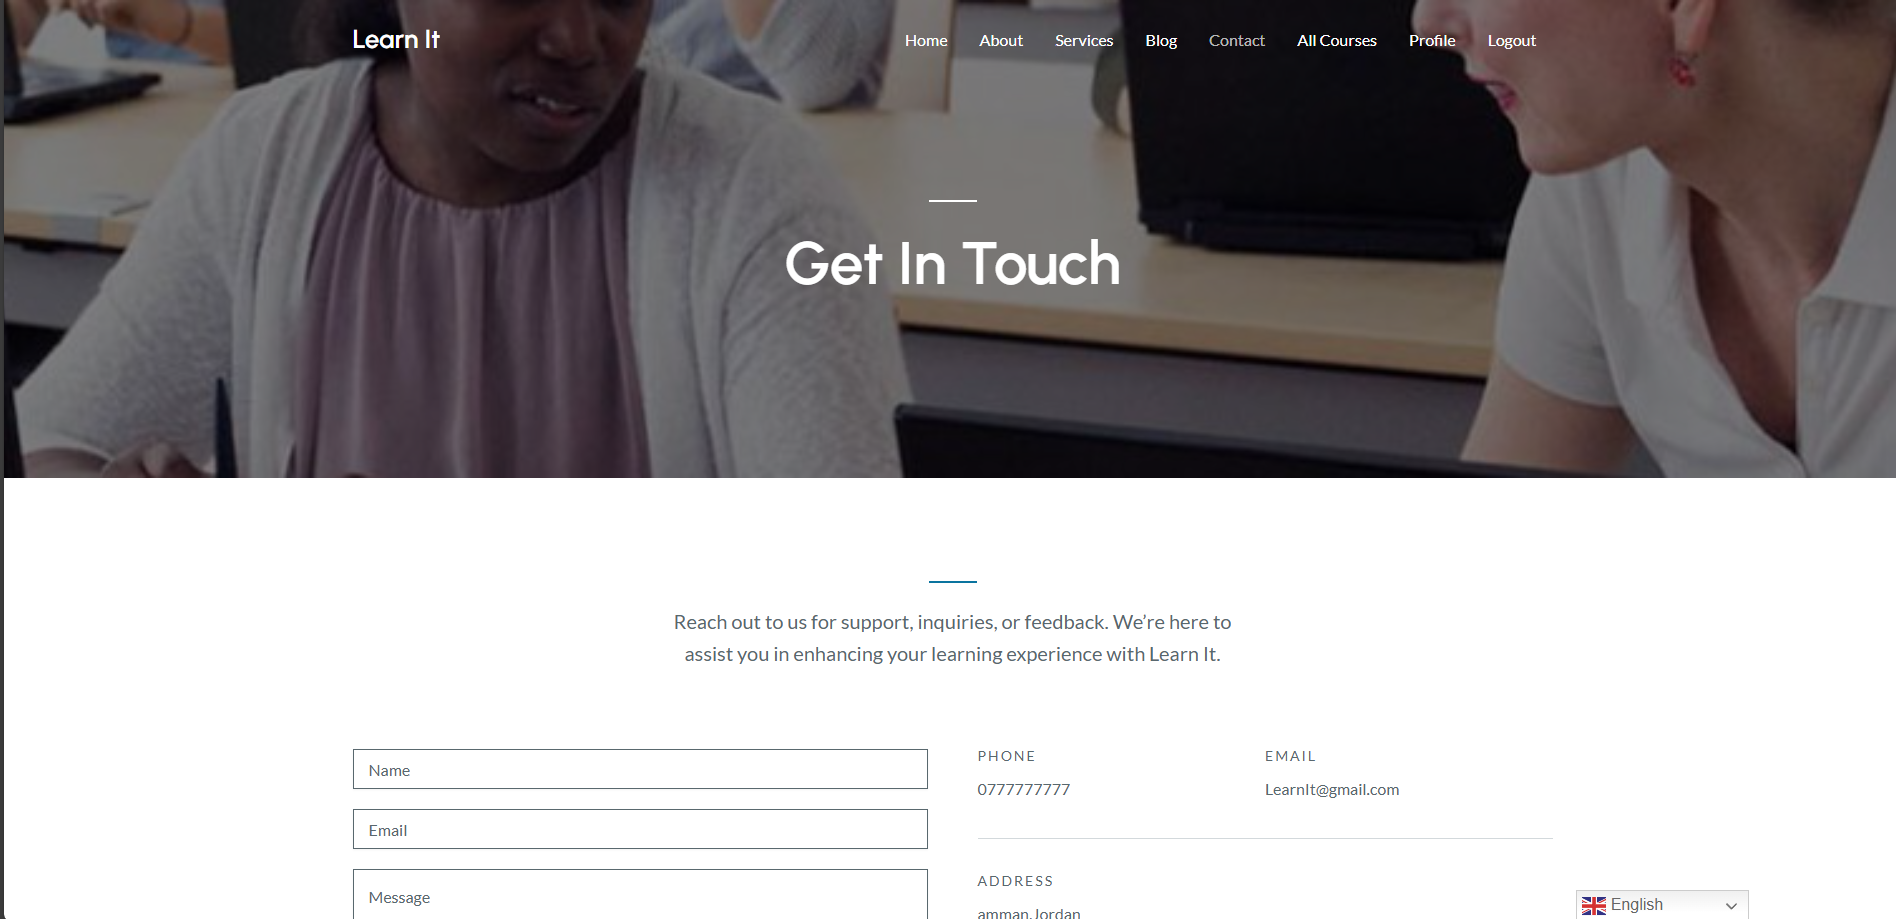 Learn It
Home About Services Blog Contact All Courses Profile Logout
Get In Touch
Reach out to us for support, inquiries, or feedback. We’re here to
assist you in enhancing your learning experience with Learn It.
Name
Email
Message
PHONE
0777777777
EMAIL
LearnIt@gmail.com
ADDRESS
amman,Jordan
English